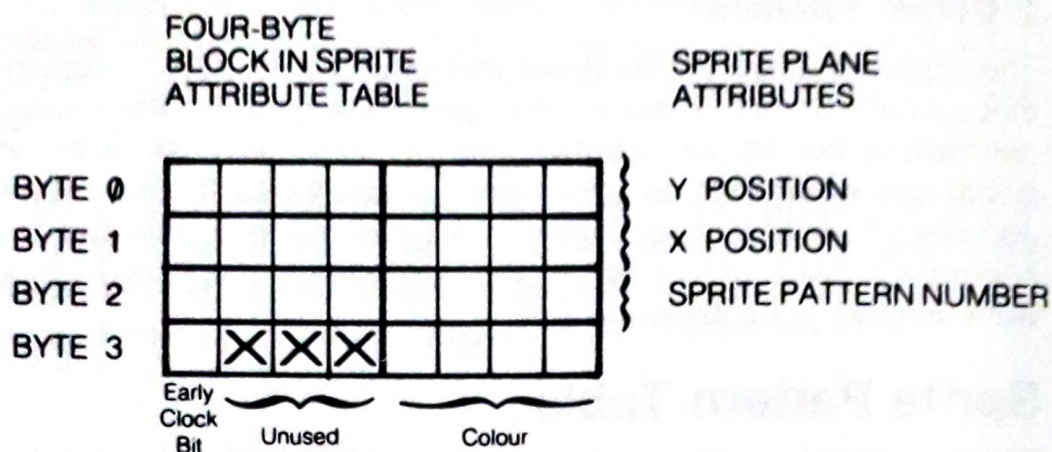 FOUR-BYTE
BLOCK IN SPRITE
ATTRIBUTE TABLE
SPRITE PLANE
ATTRIBUTES
BYTE 0 Y POSITION
BYTE 1 X POSITION
BYTE 2 SPRITE PATTERN NUMBER
BYTE 3
Early
Clock
Bit
Unused
Colour